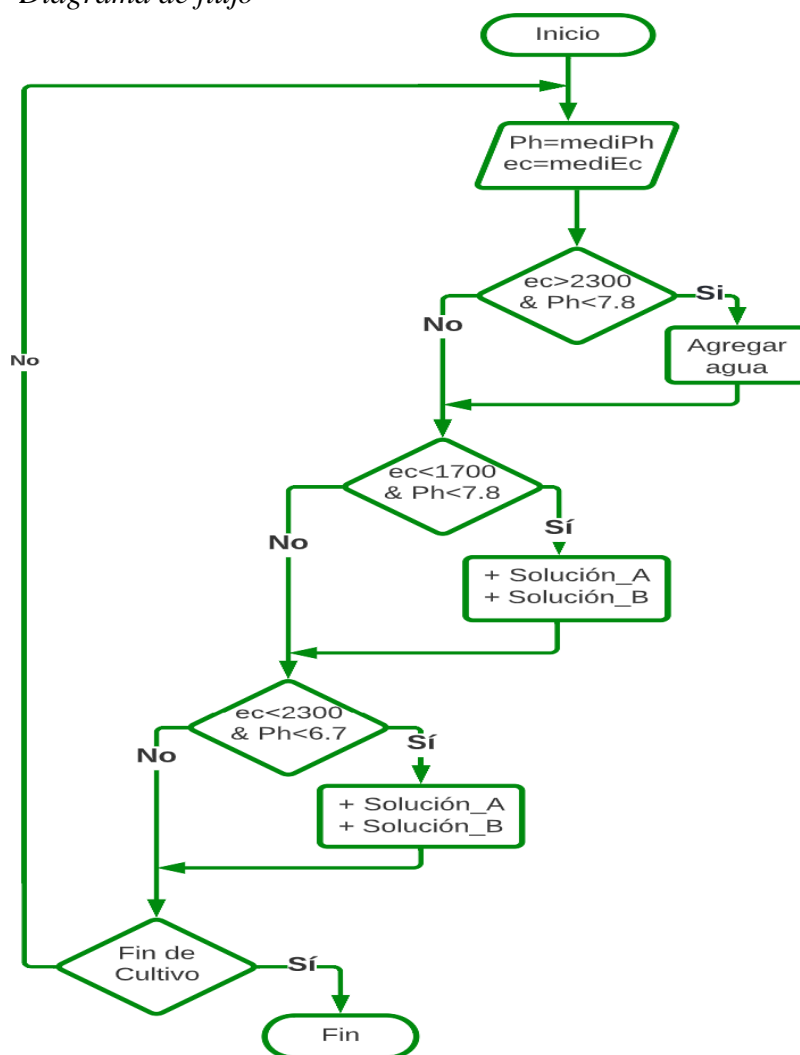 Diagrama de flujo
Inicio
Ph=mediPh
ec=mediEc
ec>2300
& Ph<7.8
Si
No
Agregar
agua
No
ec<1700
& Ph<7.8
Sí
No
+ Solución_A
+ Solución_B
ec<2300
& Ph<6.7
Sí
No
+ Solución_A
+ Solución_B
Fin de
Cultivo
Sí
Fin